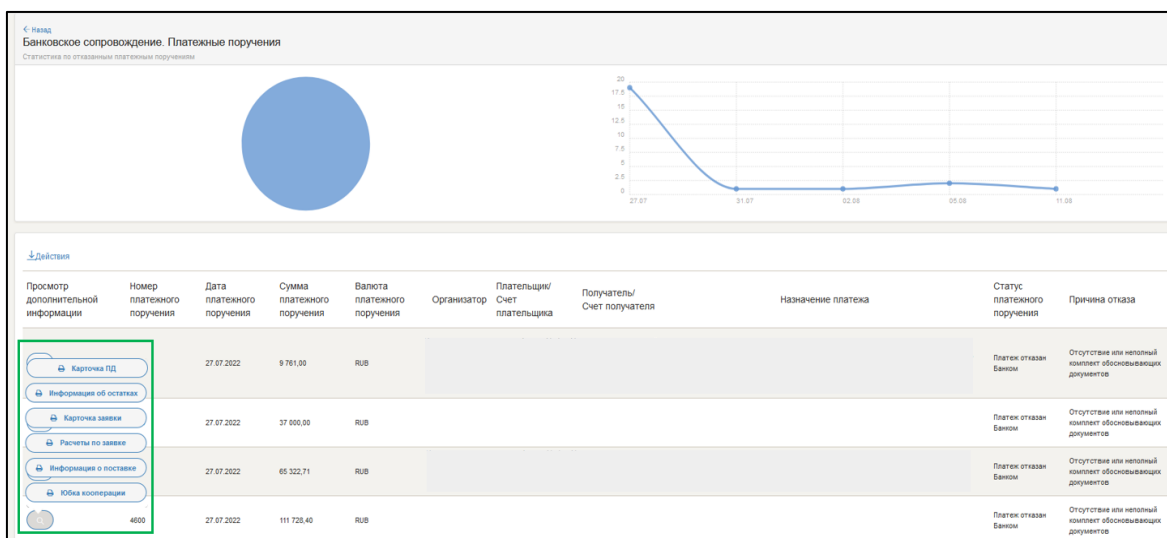 ← Назад
Банковское сопровождение. Платежные поручения
Статистика по отказанным платежным поручениям
20
17.5
15
12.5
10
7.5
5
2.5
0
27.07
31.07
02.08
05.08
11.08
Действия
Просмотр
дополнительной
информации
Номер
платежного
поручения
Дата
платежного
поручения
Сумма
платежного
поручения
Валюта
платежного
поручения
Организатор
Плательщик/
Счет
плательщика
Получатель/
Счет получателя
Назначение платежа
Статус
платежного
поручения
Причина отказа
Карточка ПД
Информация об остатках
27.07.2022
9 761,00
RUB
Платеж отказан
Банком
Отсутствие или неполный
комплект обосновывающих
документов
Карточка заявки
Расчеты по заявке
27.07.2022
37 000,00
RUB
Платеж отказан
Банком
Отсутствие или неполный
комплект обосновывающих
документов
Информация о поставке
Юбка кооперации
27.07.2022
65 322,71
RUB
Платеж отказан
Банком
Отсутствие или неполный
комплект обосновывающих
документов
4600
27.07.2022
111 728,40
RUB
Платеж отказан
Банком
Отсутствие или неполный
комплект обосновывающих
документов